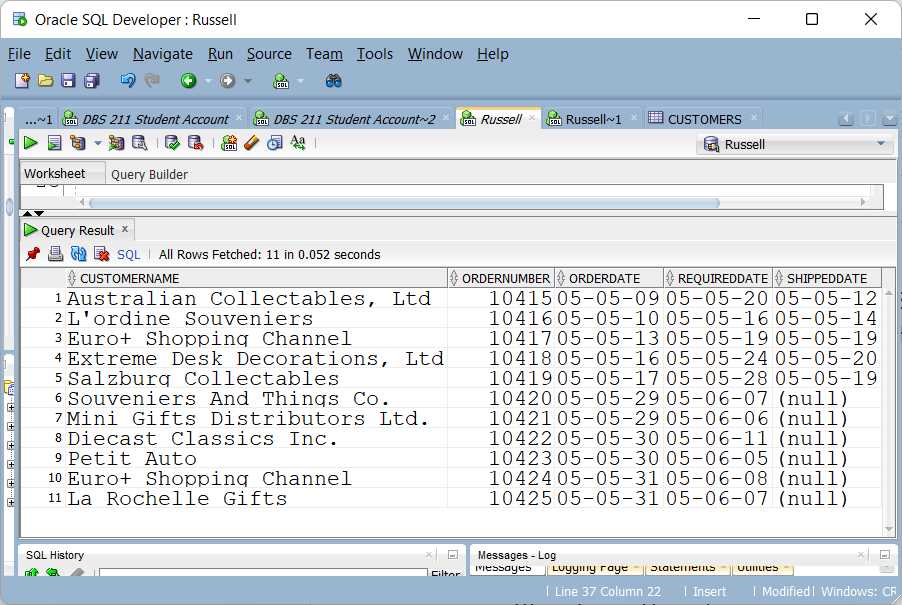 Oracle SQL Developer : Russell
File Edit View Navigate Run Source Team Tools Window Help
...~1 DBS 211 Student Account DBS 211 Student Account~2 Russell Russell~1 CUSTOMERS
Russell
Worksheet Query Builder
Query Result
SQL All Rows Fetched: 11 in 0.052 seconds
CUSTOMERNAME ORDERNUMBER ORDERDATE REQUIREDDATE SHIPPEDDATE
1 Australian Collectables, Ltd 10415 05-05-09 05-05-20 05-05-12
2 L'ordine Souveniers 10416 05-05-10 05-05-16 05-05-14
3 Euro+ Shopping Channel 10417 05-05-13 05-05-19 05-05-19
4 Extreme Desk Decorations, Ltd 10418 05-05-16 05-05-24 05-05-20
5 Salzburg Collectables 10419 05-05-17 05-05-28 05-05-19
6 Souveniers And Things Co. 10420 05-05-29 05-06-07 (null)
7 Mini Gifts Distributors Ltd. 10421 05-05-29 05-06-06 (null)
8 Diecast Classics Inc. 10422 05-05-30 05-06-11 (null)
9 Petit Auto 10423 05-05-30 05-06-05 (null)
10 Euro+ Shopping Channel 10424 05-05-31 05-06-08 (null)
11 La Rochelle Gifts 10425 05-05-31 05-06-07 (null)
SQL History Messages - Log
Filter Messages Logging Page Statements Utilities
Line 37 Column 22 Insert Modified Windows: CR